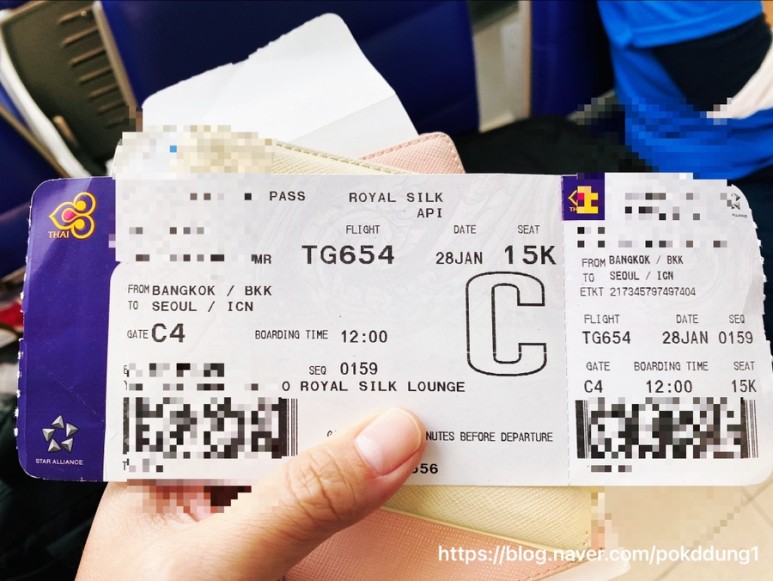 PASS ROYAL SILK
API
THAI
MR
FLIGHT DATE SEAT
TG654 28JAN 15K
FROM BANGKOK / BKK
TO SEOUL / ICN
GATE C4 BOARDING TIME 12:00
C
SEQ 0159
O ROYAL SILK LOUNGE
MINUTES BEFORE DEPARTURE
656
STAR ALLIANCE
FROM BANGKOK / BKK
TO SEOUL / ICN
ETKT 217345797497404
FLIGHT DATE SEQ
TG654 28JAN 0159
GATE BOARDING TIME SEAT
C4 12:00 15K
https://blog.naver.com/pokddung1